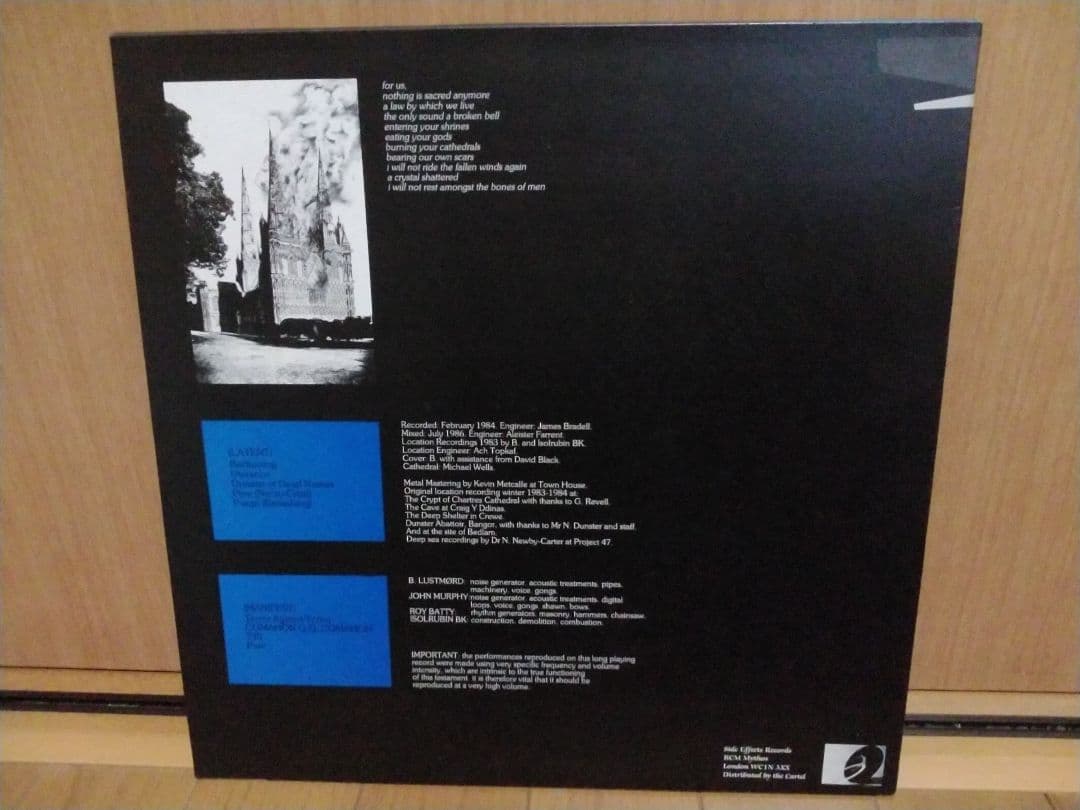 for us,
nothing is sacred anymore
a law by which we live
the only sound a broken bell
entering your shrines
eating your gods
burning your cathedrals
bearing our own scars
i will not ride the fallen winds again
a crystal shattered
i will not rest amongst the bones of men
Recorded: February 1984. Engineer: James Bradell.
Mixed: July 1986. Engineer: Aleister Farrent.
Location Recordings 1983 by B. and Isolrubin BK.
Location Engineer: Ach Topkaf.
Cover: B. with assistance from David Black.
Cathedral: Michael Wells.
Metal Mastering by Kevin Metcalfe at Town House.
Original location recording winter 1983-1984 at:
The Crypt of Chartres Cathedral with thanks to G. Revell.
The Cave at Craig Y Ddinas.
The Deep Shelter in Crewe.
Dunster Abattoir, Bangor, with thanks to Mr N. Dunster and staff.
And at the site of Bedlam.
Deep sea recordings by Dr N. Newby-Carter at Project 47.
(LATENT)
(MANIFEST)
B. LUSTMØRD: noise generator, acoustic treatments, pipes,
machinery, voice, gongs.
JOHN MURPHY: noise generator, acoustic treatments, digital
loops, voice, gongs, shawn, bows.
ROY BATTY: rhythm generators, masonry, hammers, chainsaw.
ISOLRUBIN BK: construction, demolition, combustion.
IMPORTANT: the performances reproduced on this long playing
record were made using very specific frequency and volume
intensity, which are intrinsic to the true functioning
of this testament. it is therefore vital that it should be
reproduced at a very high volume.
Side Effects Records
BCM Mythos
London WC1N 3XX
Distributed by the Cartel